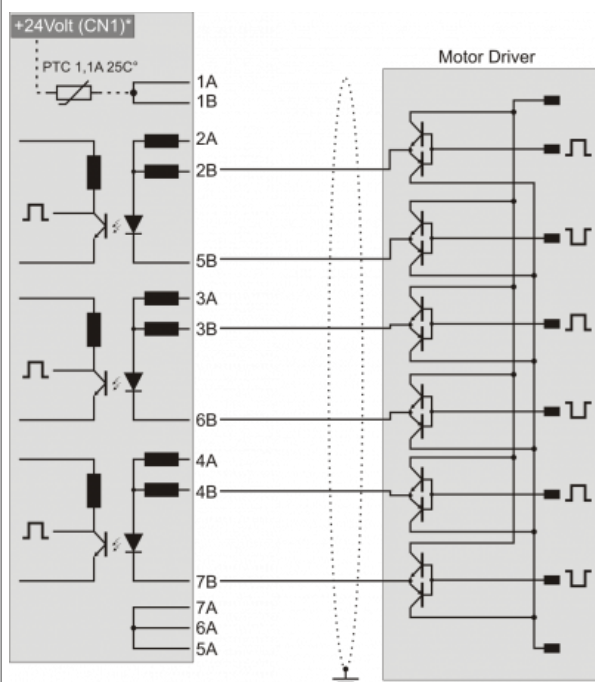 +24Volt (CN1)*
PTC 1,1A 25C°
Motor Driver
1A
1B
2A
2B
5B
3A
3B
6B
4A
4B
7B
7A
6A
5A